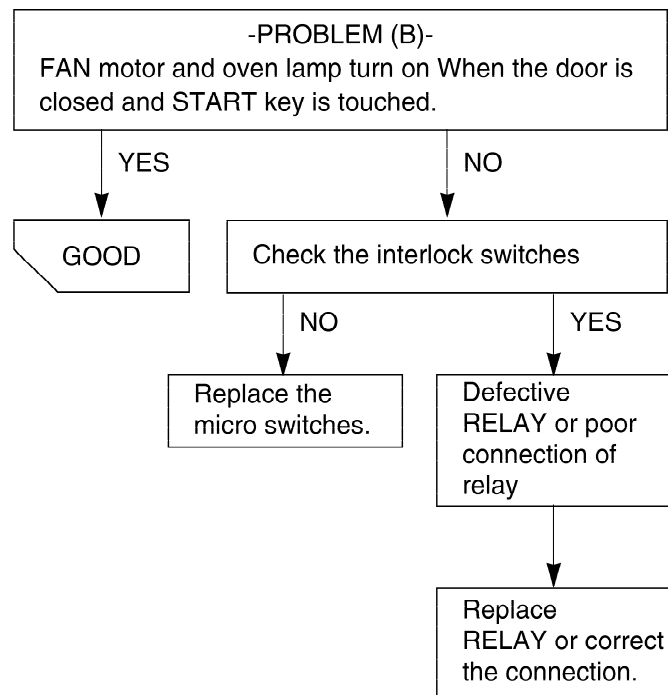 -PROBLEM (B)-
FAN motor and oven lamp turn on When the door is
closed and START key is touched.
YES
NO
GOOD
Check the interlock switches
NO
YES
Replace the
micro switches.
Defective
RELAY or poor
connection of
relay
Replace
RELAY or correct
the connection.